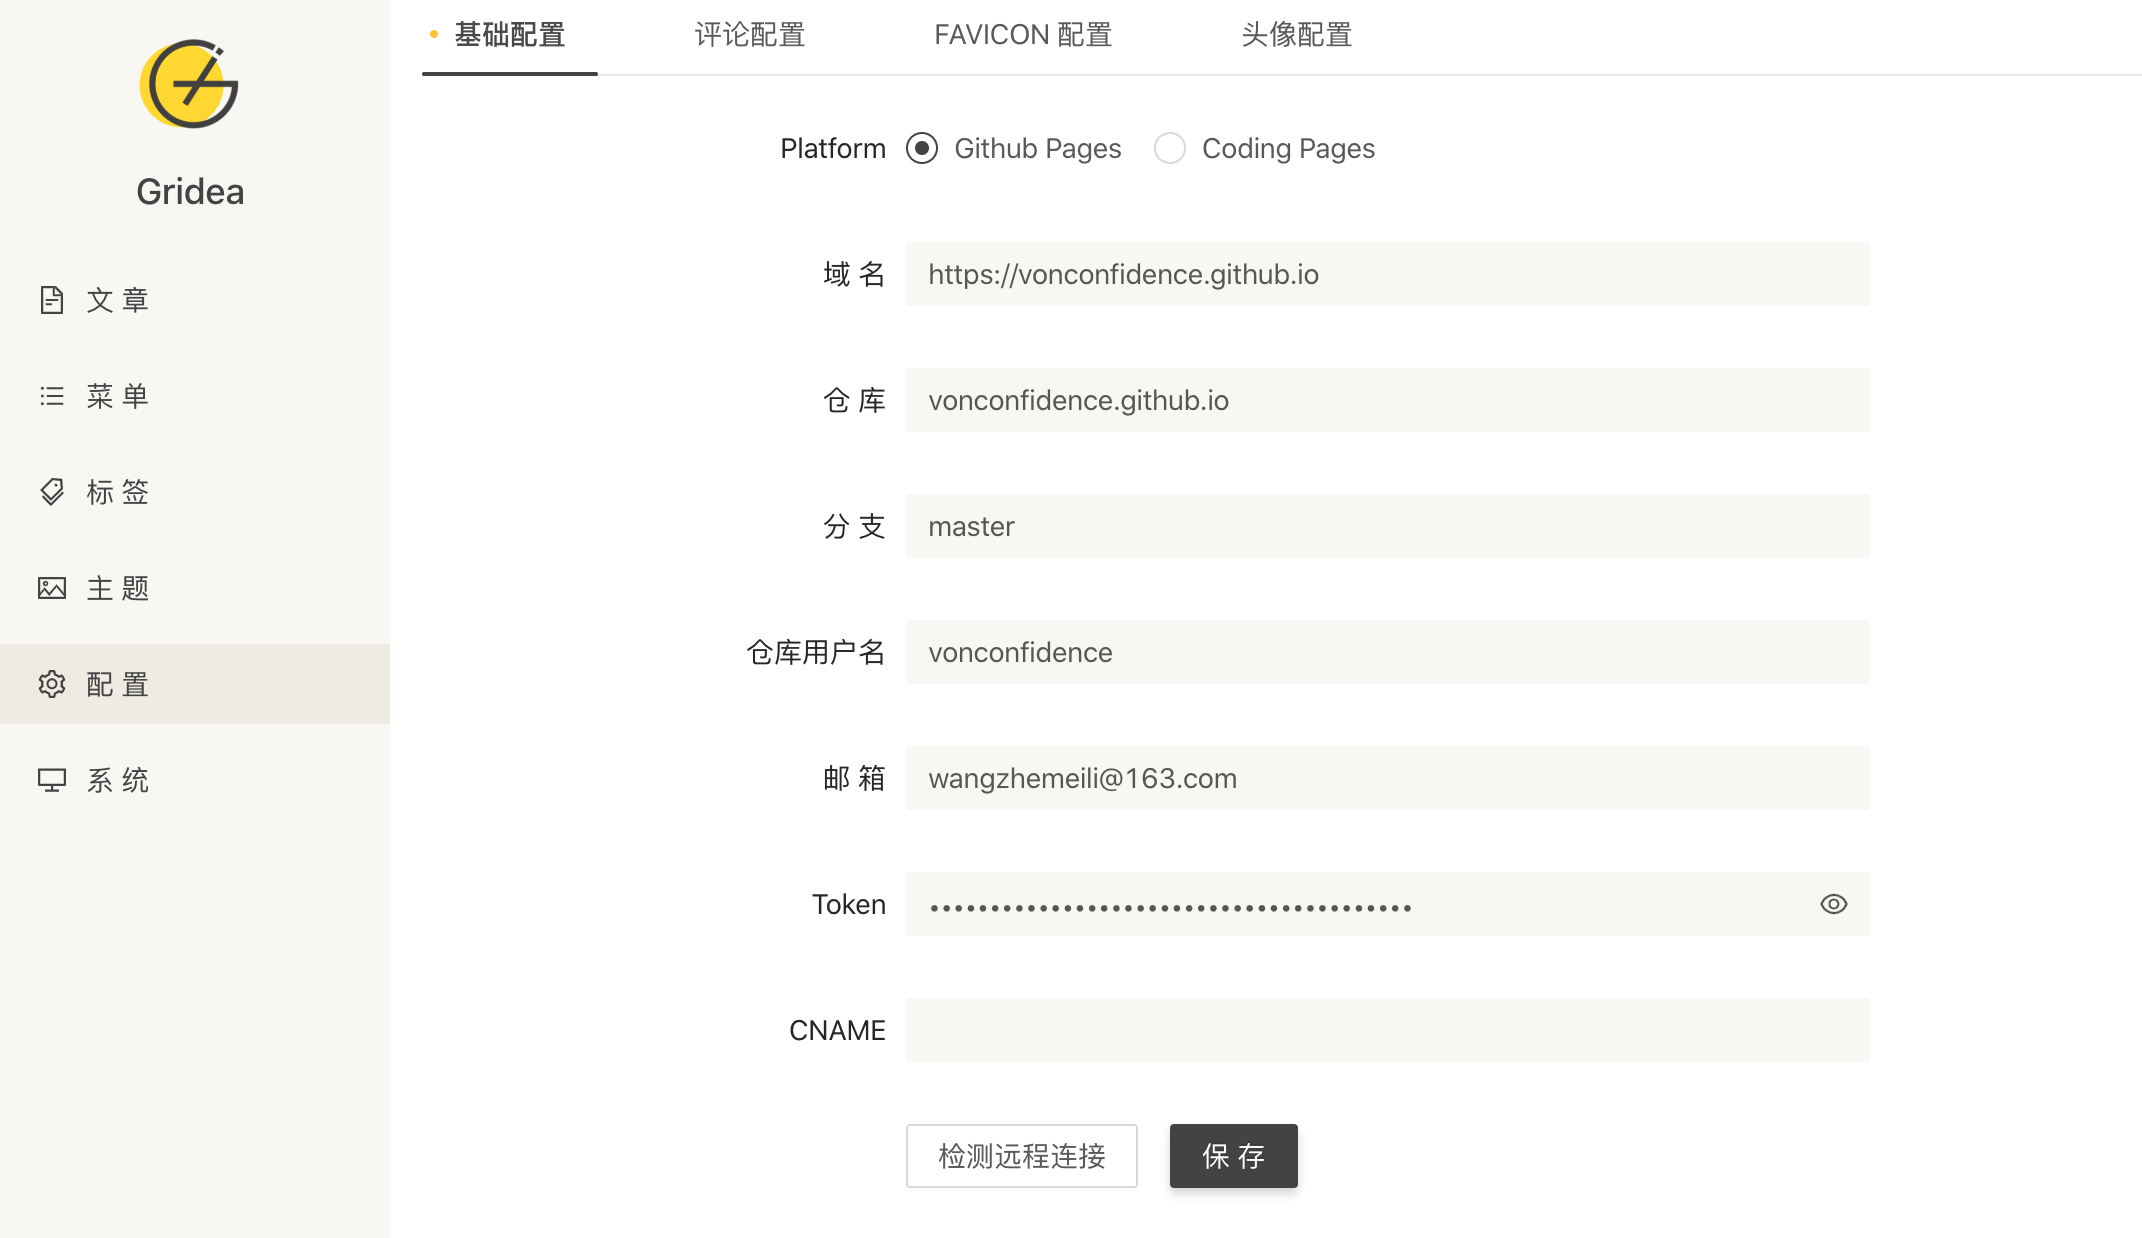 Gridea
文章
菜单
标签
主题
配置
系统
基础配置 评论配置 FAVICON 配置 头像配置
Platform Github Pages Coding Pages
域名 https://vonconfidence.github.io
仓库 vonconfidence.github.io
分支 master
仓库用户名 vonconfidence
邮箱 wangzhemeili@163.com
Token ••••••••••••••••••••••••••••••••••••••••
CNAME
检测远程连接 保存